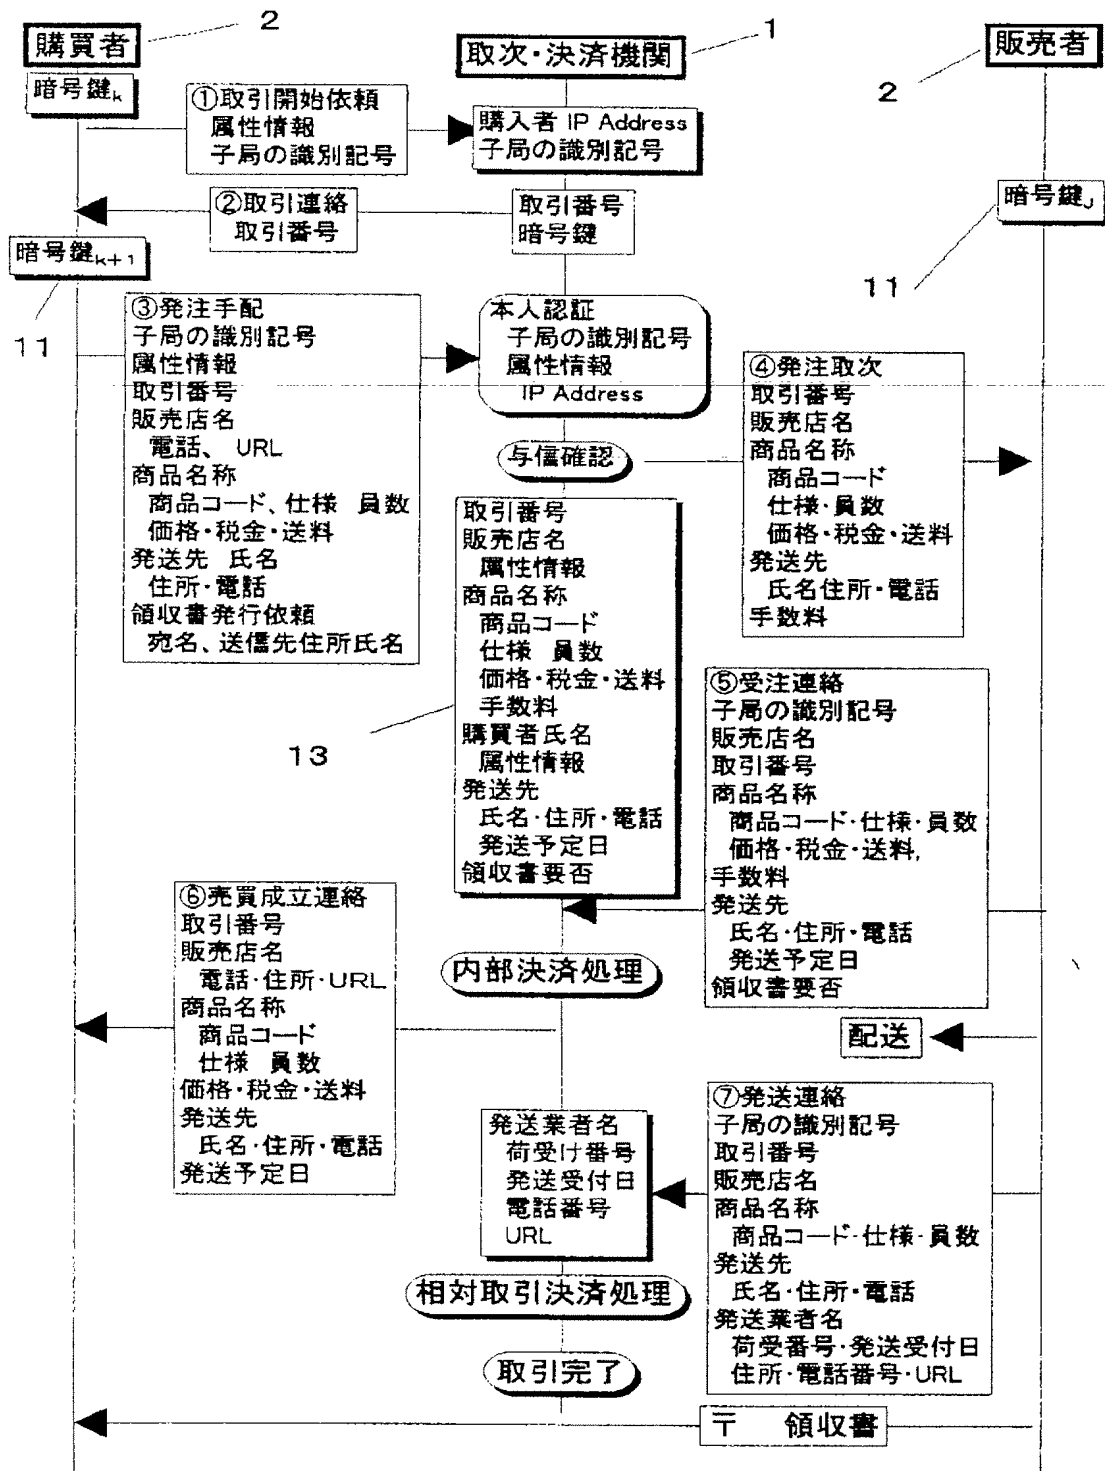 購買者
2
取次・決済機関
1
販売者
2
暗号鍵k
①取引開始依頼
属性情報
子局の識別記号
購入者 IP Address
子局の識別記号
暗号鍵J
11
②取引連絡
取引番号
取引番号
暗号鍵
暗号鍵k+1
11
③発注手配
子局の識別記号
属性情報
取引番号
販売店名
電話、URL
商品名称
商品コード、仕様 員数
価格・税金・送料
発送先 氏名
住所・電話
領収書発行依頼
宛名、送信先住所氏名
本人認証
子局の識別記号
属性情報
IP Address
与信確認
④発注取次
取引番号
販売店名
商品名称
商品コード
仕様・員数
価格・税金・送料
発送先
氏名住所・電話
手数料
取引番号
販売店名
属性情報
商品名称
商品コード
仕様 員数
価格・税金・送料
手数料
購買者氏名
属性情報
発送先
氏名・住所・電話
発送予定日
領収書要否
13
⑤受注連絡
子局の識別記号
販売店名
取引番号
商品名称
商品コード・仕様・員数
価格・税金・送料,
手数料
発送先
氏名・住所・電話
発送予定日
領収書要否
内部決済処理
⑥売買成立連絡
取引番号
販売店名
電話・住所・URL
商品名称
商品コード
仕様 員数
価格・税金・送料
発送先
氏名・住所・電話
発送予定日
配送
⑦発送連絡
子局の識別記号
取引番号
販売店名
商品名称
商品コード・仕様・員数
発送先
氏名・住所・電話
発送業者名
荷受番号・発送受付日
住所・電話番号・URL
発送業者名
荷受け番号
発送受付日
電話番号
URL
相対取引決済処理
取引完了
〒 領収書